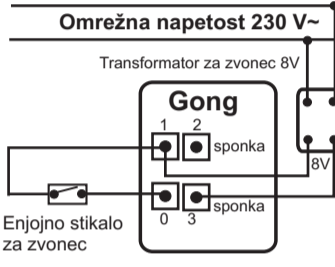 Omrežna napetost 230 V~
Transformator za zvonec 8V
Gong
1 2
sponka
8V
sponka
0 3
Enjojno stikalo
za zvonec